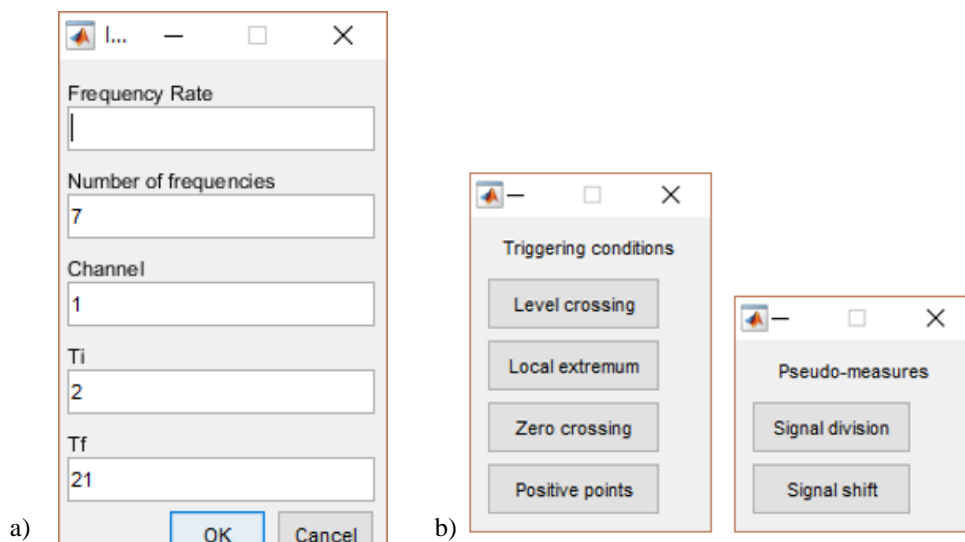 I...
Frequency Rate
Number of frequencies
7
Channel
1
Ti
2
Tf
21
OK Cancel
a)
Triggering conditions
Level crossing
Local extremum
Zero crossing
Positive points
b)
Pseudo-measures
Signal division
Signal shift